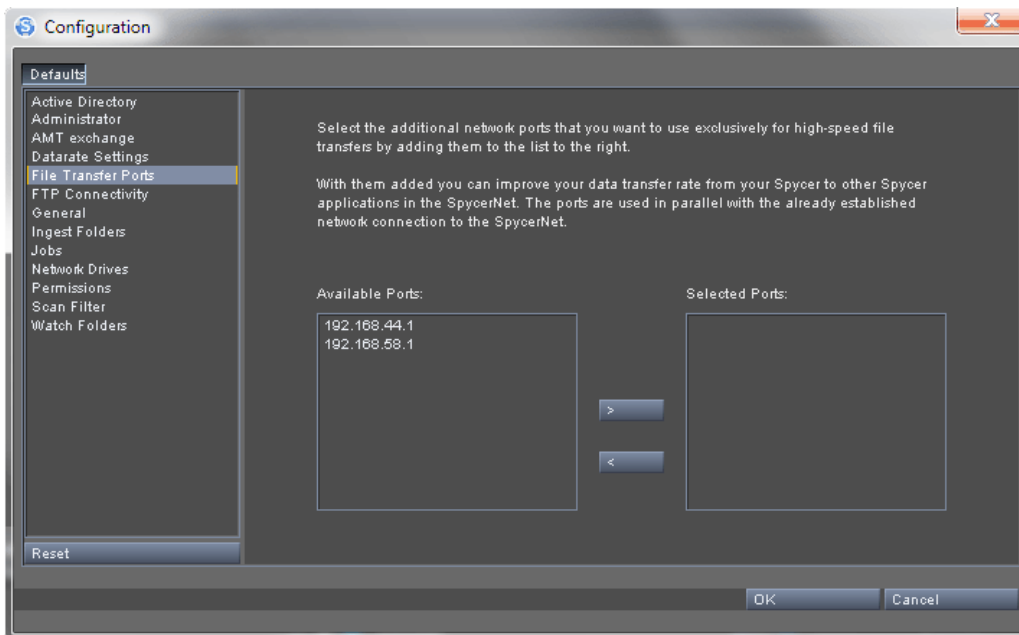 Configuration
Defaults
Active Directory
Administrator
AMT exchange
Datarate Settings
File Transfer Ports
FTP Connectivity
General
Ingest Folders
Jobs
Network Drives
Permissions
Scan Filter
Watch Folders
Reset
Select the additional network ports that you want to use exclusively for high-speed file
transfers by adding them to the list to the right.
With them added you can improve your data transfer rate from your Spycer to other Spycer
applications in the SpycerNet. The ports are used in parallel with the already established
network connection to the SpycerNet.
Available Ports:
192.168.44.1
192.168.58.1
>
<
Selected Ports:
OK
Cancel